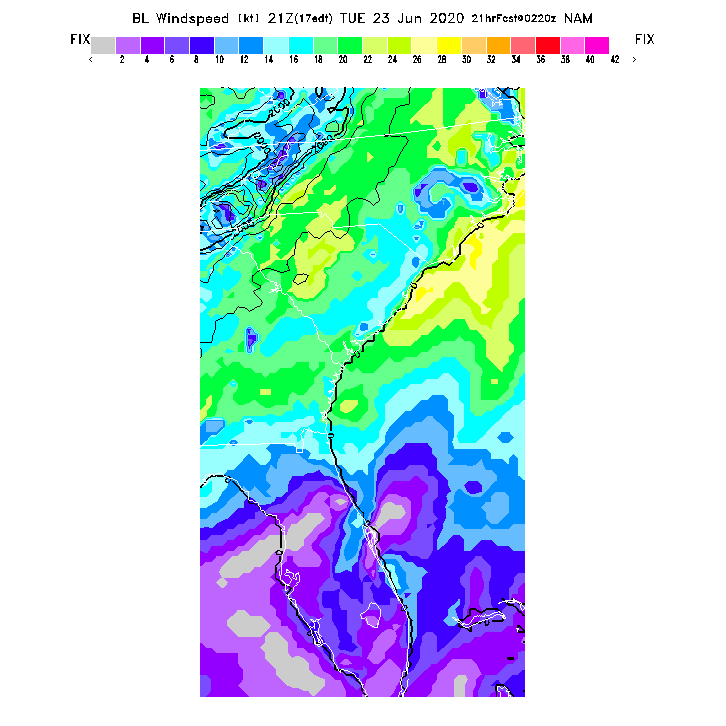 BL Windspeed [kt] 21Z(17edt) TUE 23 Jun 2020 21hrFcst@0220z NAM
FIX FIX
< 2 4 6 8 10 12 14 16 18 20 22 24 26 28 30 32 34 36 38 40 42 >
2000